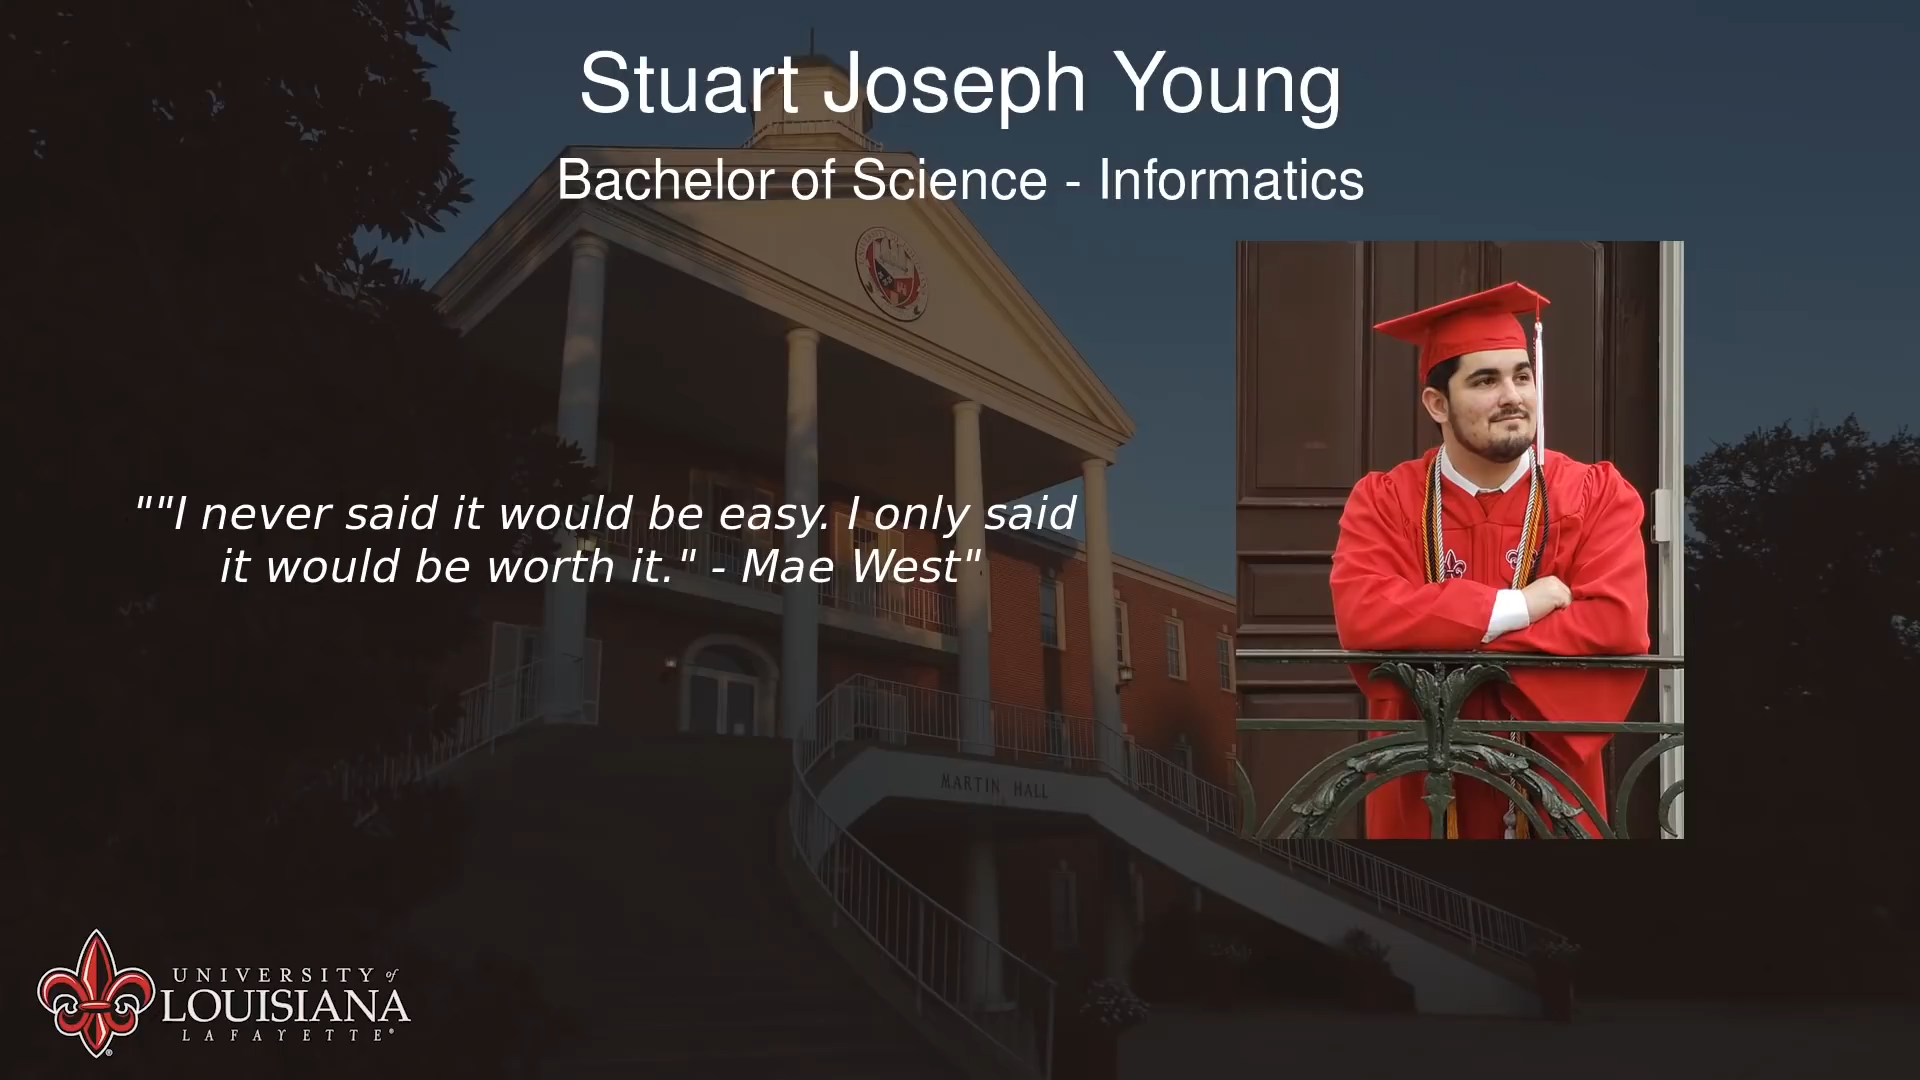 Stuart Joseph Young
Bachelor of Science - Informatics
""I never said it would be easy. I only said
it would be worth it." - Mae West"
MARTIN HALL
UNIVERSITY of
LOUISIANA
LAFAYETTE®